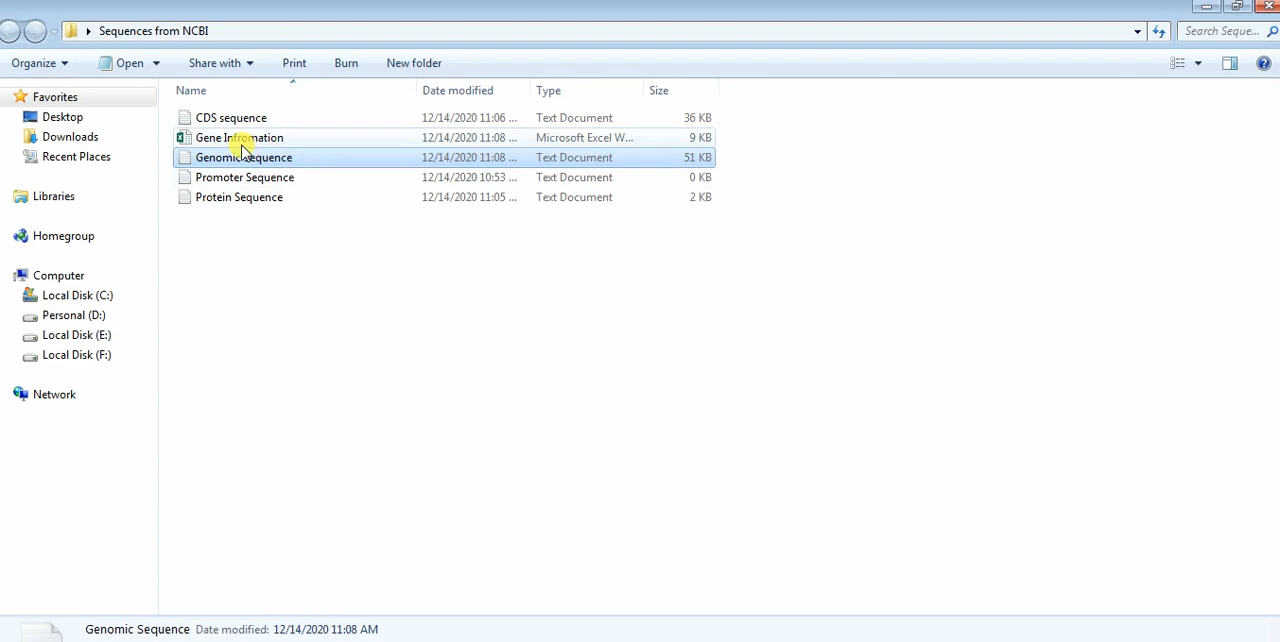 Sequences from NCBI
Search Seque...
Organize Open Share with Print Burn New folder
Favorites
Desktop
Downloads
Recent Places
Libraries
Homegroup
Computer
Local Disk (C:)
Personal (D:)
Local Disk (E:)
Local Disk (F:)
Network
Name Date modified Type Size
CDS sequence 12/14/2020 11:06 ... Text Document 36 KB
Gene Infromation 12/14/2020 11:08 ... Microsoft Excel W... 9 KB
Genomic Sequence 12/14/2020 11:08 ... Text Document 51 KB
Promoter Sequence 12/14/2020 10:53 ... Text Document 0 KB
Protein Sequence 12/14/2020 11:05 ... Text Document 2 KB
Genomic Sequence Date modified: 12/14/2020 11:08 AM